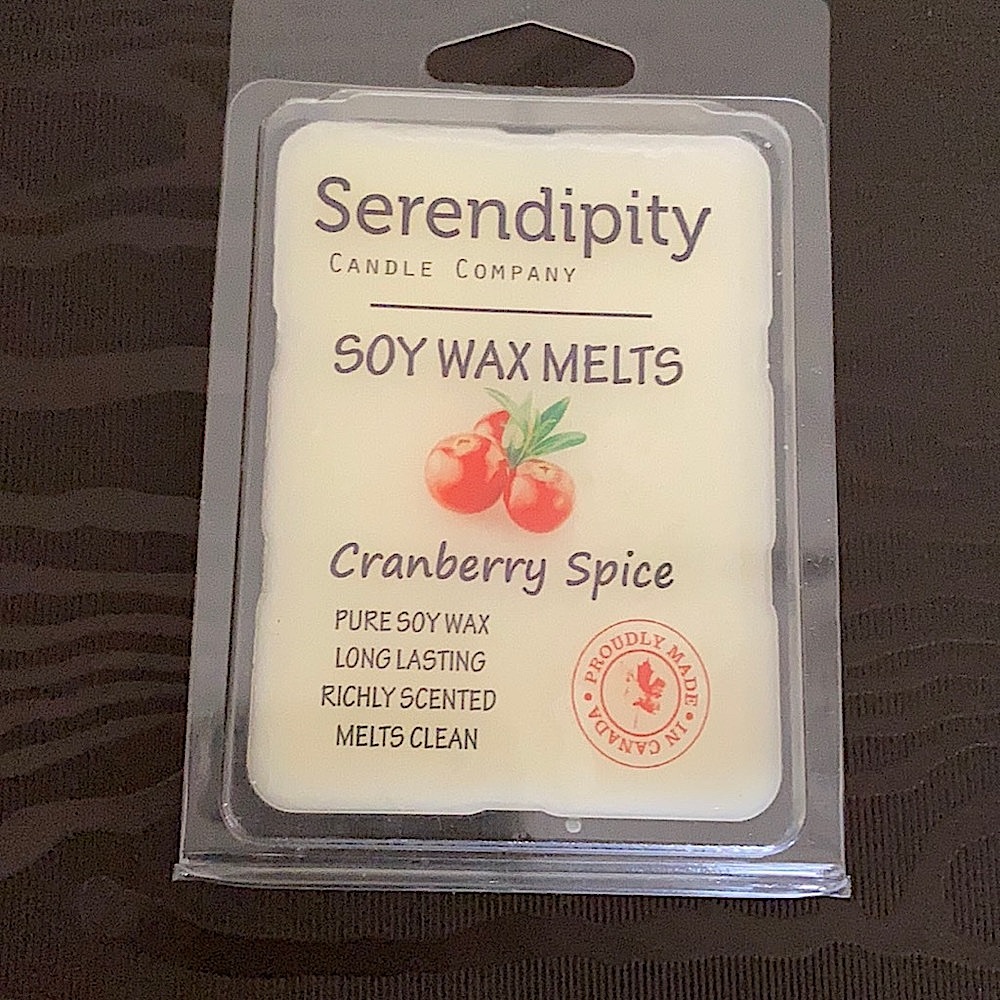 Serendipity
CANDLE COMPANY
SOY WAX MELTS
Cranberry Spice
PURE SOY WAX
LONG LASTING
RICHLY SCENTED
MELTS CLEAN
PROUDLY MADE • IN CANADA •